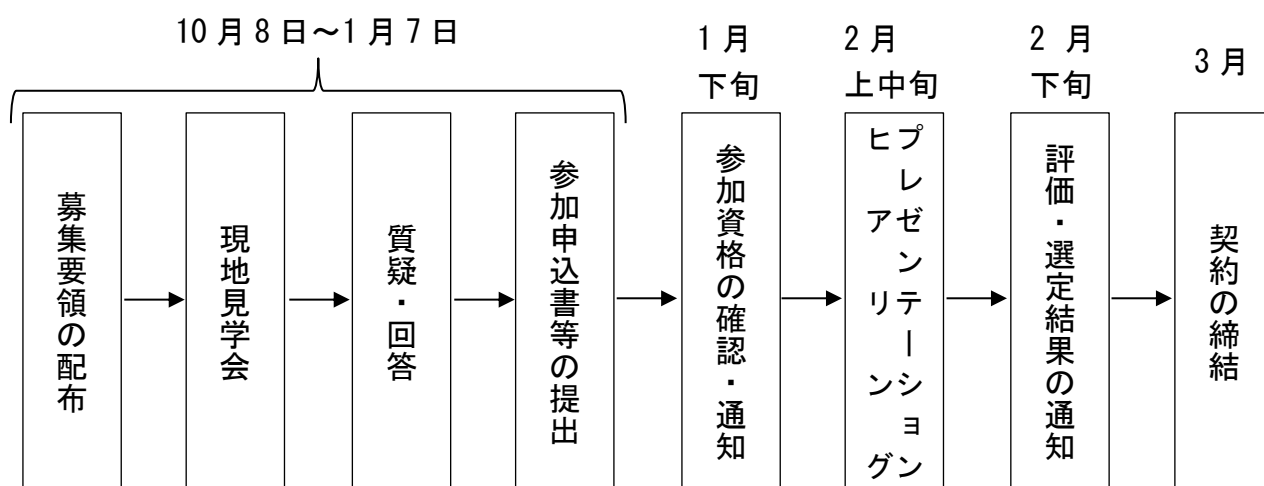 10月8日～1月7日
1月
下旬
2月
上中旬
2月
下旬
3月
募集要領の配布
現地見学会
質疑・回答
参加申込書等の提出
参加資格の確認・通知
プレゼンテーション
ヒアリング
評価・選定結果の通知
契約の締結